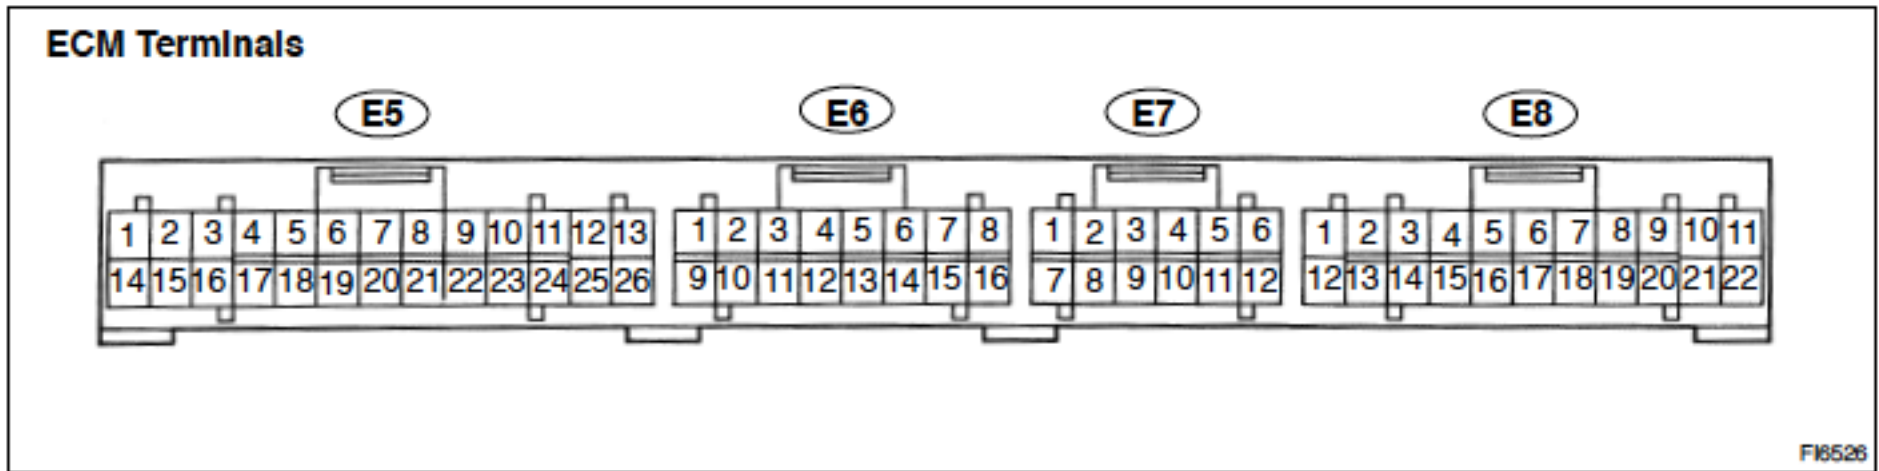 ECM Terminals
E5 E6 E7 E8
1 2 3 4 5 6 7 8 9 10 11 12 13 1 2 3 4 5 6 7 8 1 2 3 4 5 6 1 2 3 4 5 6 7 8 9 10 11
14 15 16 17 18 19 20 21 22 23 24 25 26 9 10 11 12 13 14 15 16 7 8 9 10 11 12 12 13 14 15 16 17 18 19 20 21 22
FI6526